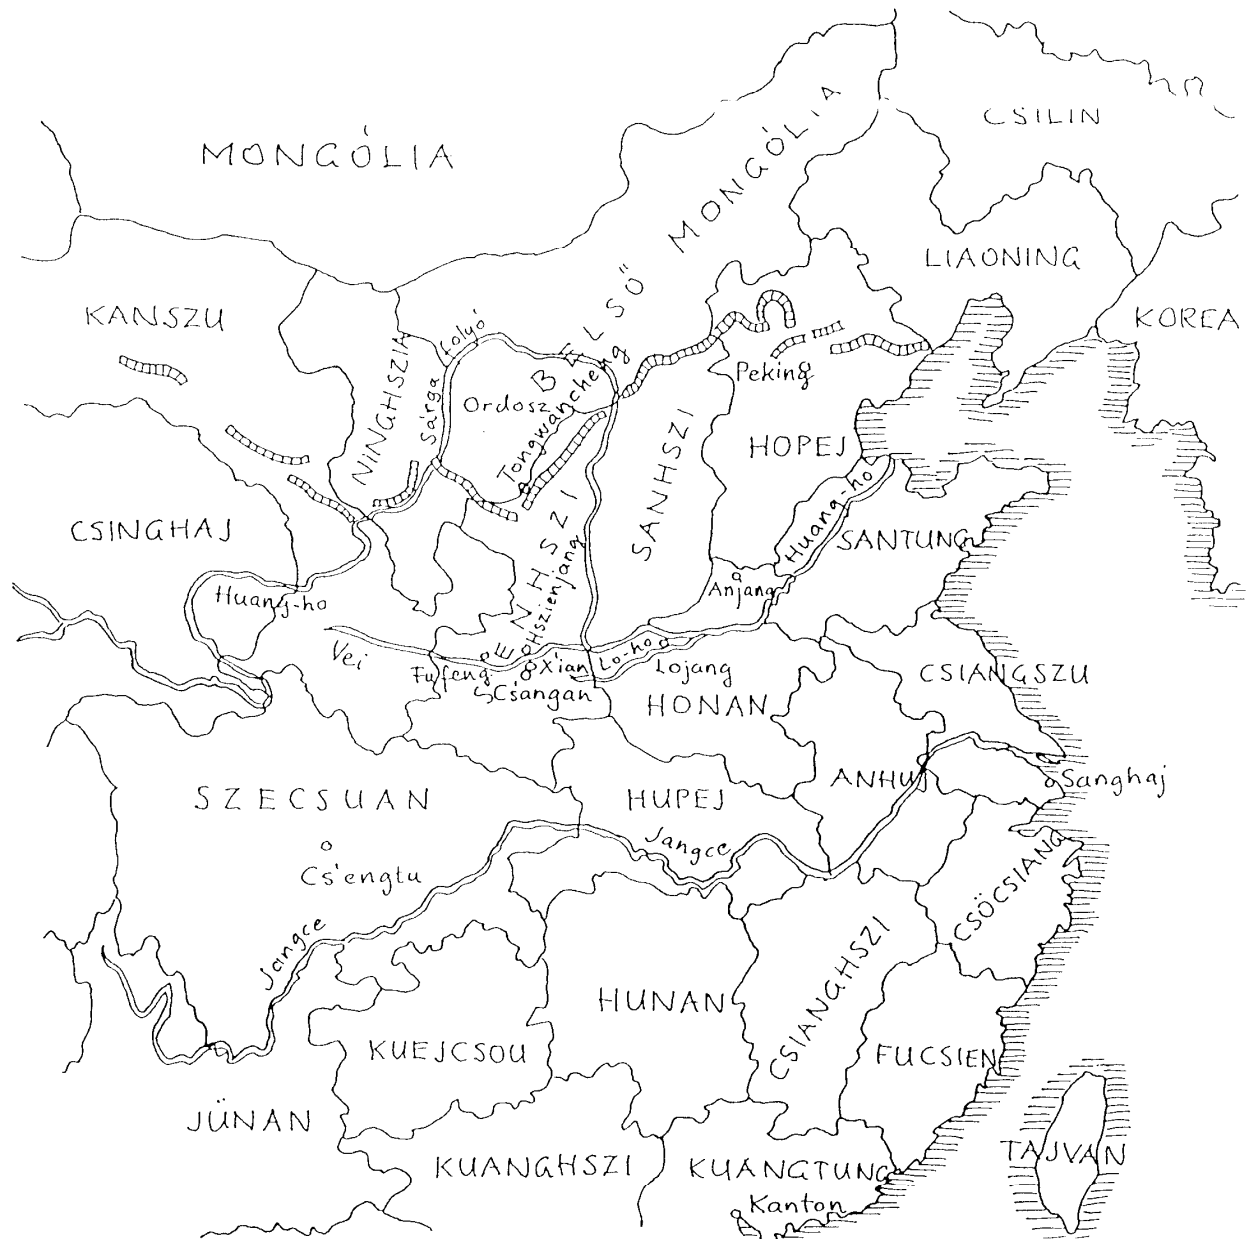 CSILIN
MONGÓLIA
BELSŐ MONGÓLIA
LIAONING
KANSZU
KOREA
Sárga folyó
NINGHSZIA
Peking
Ordosz
Tongwancheng
HOPEJ
SANHSZI
CSINGHAJ
Huang-ho
SANTUNG
SENHSZI
Hszienjang
Anjang
Huang-ho
Vei
Fufeng
Xian
Lo-ho
Lojang
CSIANGSZU
Csangan
HONAN
SZECSUAN
HUPEJ
ANHUJ
Sanghaj
Jangce
Cs'engtu
CSÖCSIANG
Jangce
HUNAN
CSIANGHSZI
KUEJCSOU
FUCSIEN
JÜNAN
TAJVAN
KUANGHSZI
KUANGTUNG
Kanton